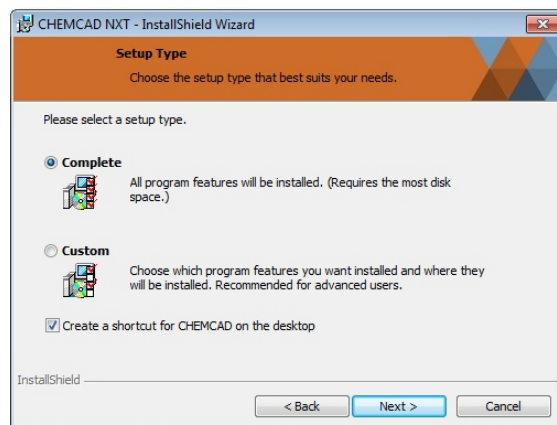 CHEMCAD NXT - InstallShield Wizard
Setup Type
Choose the setup type that best suits your needs.
Please select a setup type.
Complete
All program features will be installed. (Requires the most disk
space.)
Custom
Choose which program features you want installed and where they
will be installed. Recommended for advanced users.
Create a shortcut for CHEMCAD on the desktop
InstallShield
< Back
Next >
Cancel